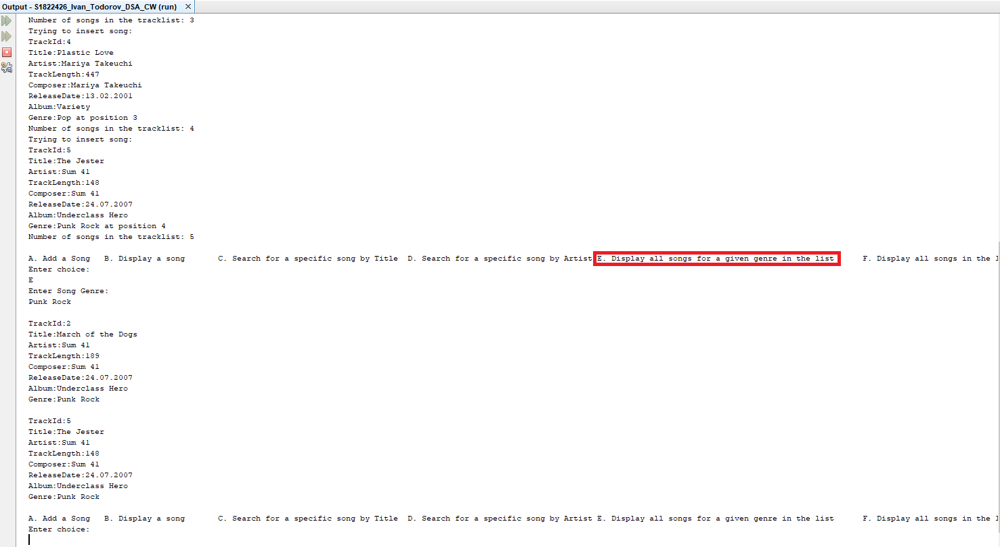 Output - S1822426_Ivan_Todorov_DSA_CW (run)
Number of songs in the tracklist: 3
Trying to insert song:
TrackId:4
Title:Plastic Love
Artist:Mariya Takeuchi
TrackLength:447
Composer:Mariya Takeuchi
ReleaseDate:13.02.2001
Album:Variety
Genre:Pop at position 3
Number of songs in the tracklist: 4
Trying to insert song:
TrackId:5
Title:The Jester
Artist:Sum 41
TrackLength:148
Composer:Sum 41
ReleaseDate:24.07.2007
Album:Underclass Hero
Genre:Punk Rock at position 4
Number of songs in the tracklist: 5
A. Add a Song B. Display a song C. Search for a specific song by Title D. Search for a specific song by Artist E. Display all songs for a given genre in the list F. Display all songs in the
Enter choice:
E
Enter Song Genre:
Punk Rock
TrackId:2
Title:March of the Dogs
Artist:Sum 41
TrackLength:189
Composer:Sum 41
ReleaseDate:24.07.2007
Album:Underclass Hero
Genre:Punk Rock
TrackId:5
Title:The Jester
Artist:Sum 41
TrackLength:148
Composer:Sum 41
ReleaseDate:24.07.2007
Album:Underclass Hero
Genre:Punk Rock
A. Add a Song B. Display a song C. Search for a specific song by Title D. Search for a specific song by Artist E. Display all songs for a given genre in the list F. Display all songs in the
Enter choice: